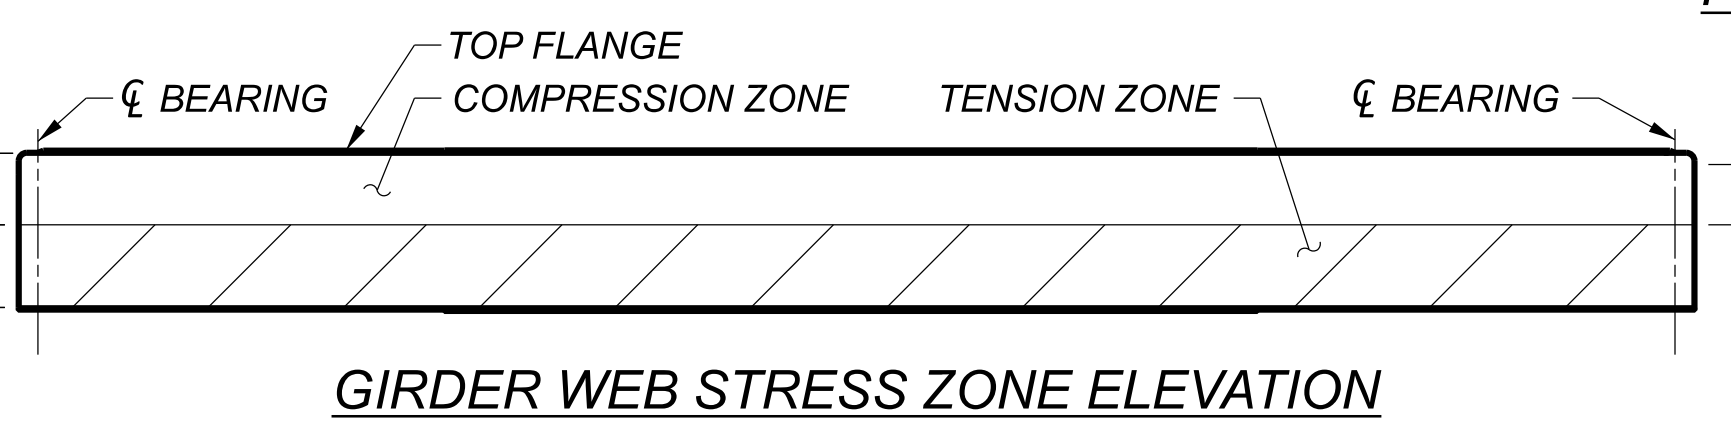 TOP FLANGE
℄ BEARING
COMPRESSION ZONE
TENSION ZONE
℄ BEARING
GIRDER WEB STRESS ZONE ELEVATION